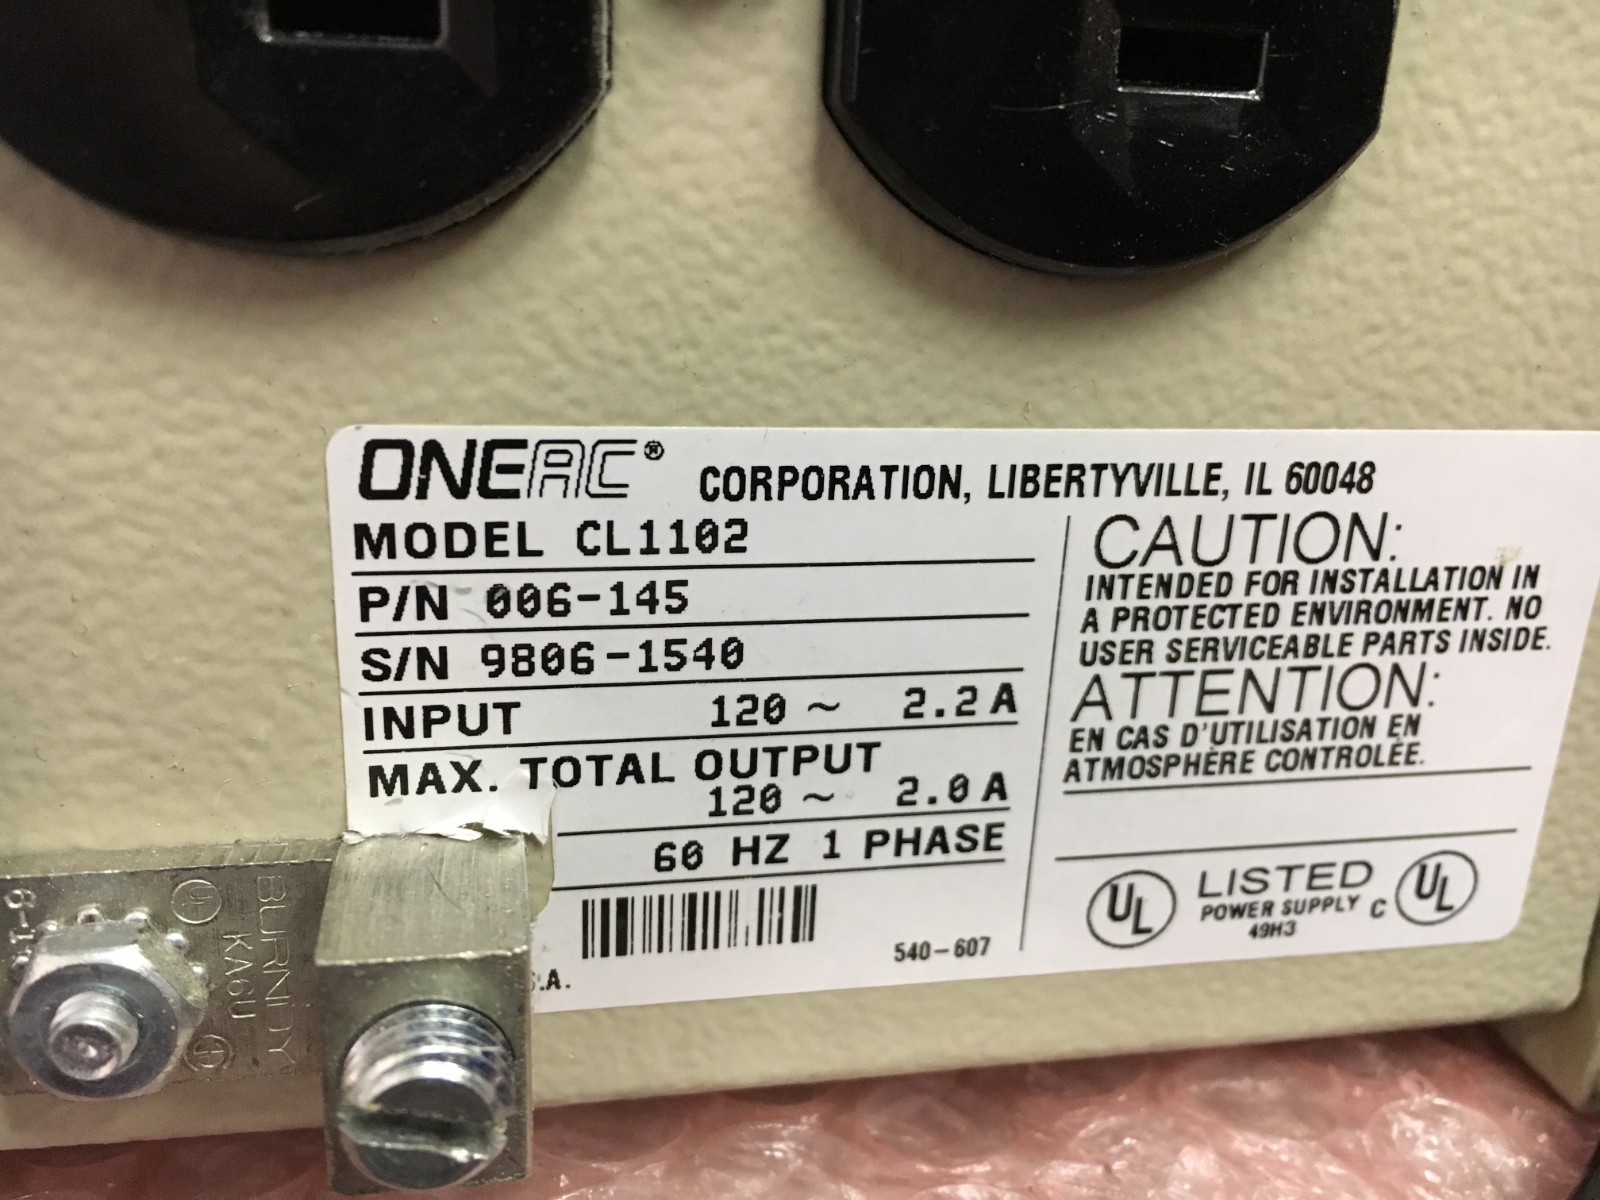 ONEAC® CORPORATION, LIBERTYVILLE, IL 60048
MODEL CL1102
P/N 006-145
S/N 9806-1540
INPUT 120 ~ 2.2 A
MAX. TOTAL OUTPUT
120 ~ 2.0 A
60 HZ 1 PHASE
540-607
.A.
CAUTION:
INTENDED FOR INSTALLATION IN
A PROTECTED ENVIRONMENT. NO
USER SERVICEABLE PARTS INSIDE.
ATTENTION:
EN CAS D'UTILISATION EN
ATMOSPHÈRE CONTROLÉE.
UL LISTED C UL
POWER SUPPLY
49H3
BURNDY
KA6U
UL